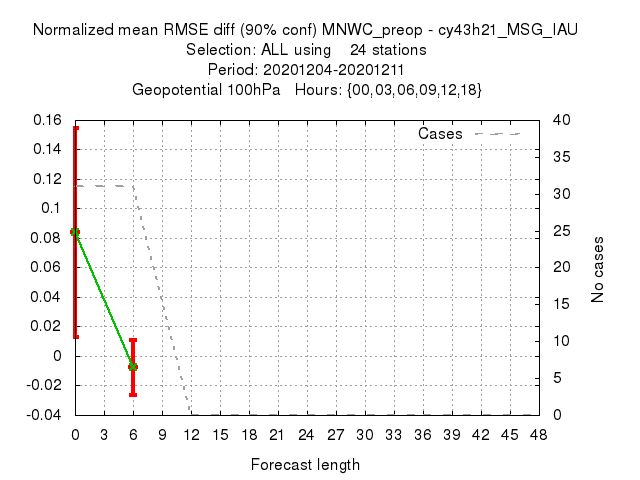 Normalized mean RMSE diff (90% conf) MNWC_preop - cy43h21_MSG_IAU
Selection: ALL using    24 stations
Period: 20201204-20201211
Geopotential 100hPa   Hours: {00,03,06,09,12,18}
Cases
0.16
0.14
0.12
0.1
0.08
0.06
0.04
0.02
0
-0.02
-0.04
40
35
30
25
20
15
10
5
0
No cases
0 3 6 9 12 15 18 21 24 27 30 33 36 39 42 45 48
Forecast length